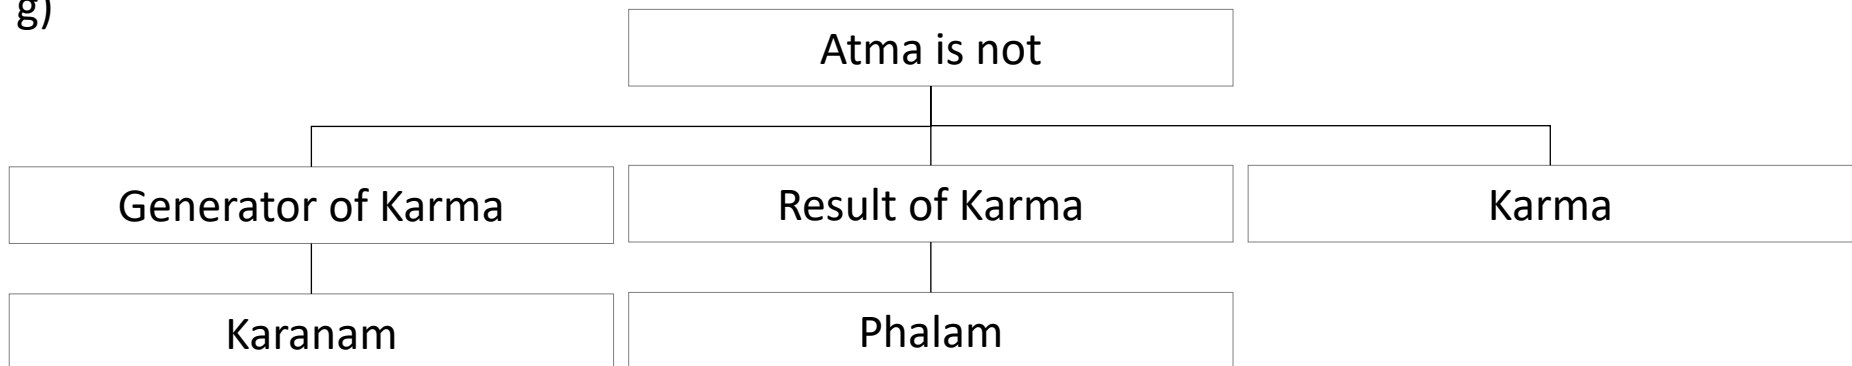 g)
Atma is not
Generator of Karma
Result of Karma
Karma
Karanam
Phalam